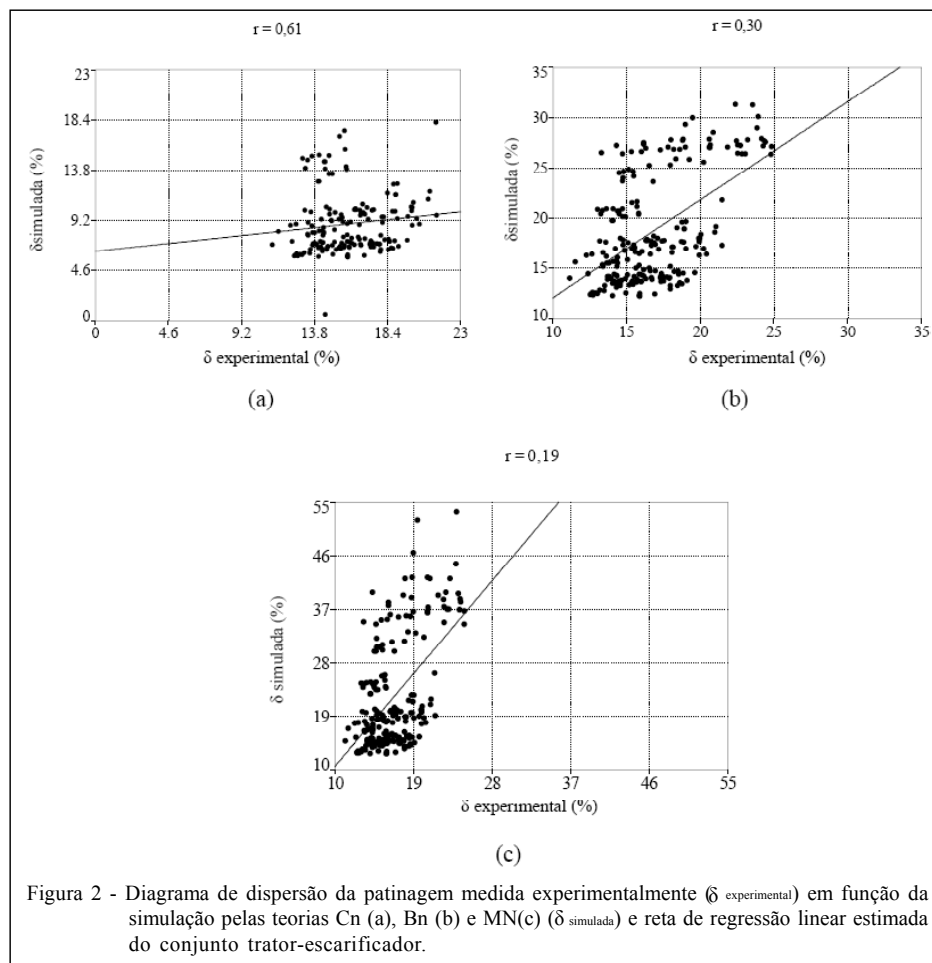 r = 0,61
r = 0,30
23
18.4
13.8
9.2
4.6
0
δsimulada (%)
0 4.6 9.2 13.8 18.4 23
δ experimental (%)
(a)
35
30
25
20
15
10
δsimulada (%)
10 15 20 25 30 35
δ experimental (%)
(b)
r = 0,19
55
46
37
28
19
10
δ simulada (%)
10 19 28 37 46 55
δ experimental (%)
(c)
Figura 2 - Diagrama de dispersão da patinagem medida experimentalmente (δ experimental) em função da
simulação pelas teorias Cn (a), Bn (b) e MN(c) (δ simulada) e reta de regressão linear estimada
do conjunto trator-escarificador.